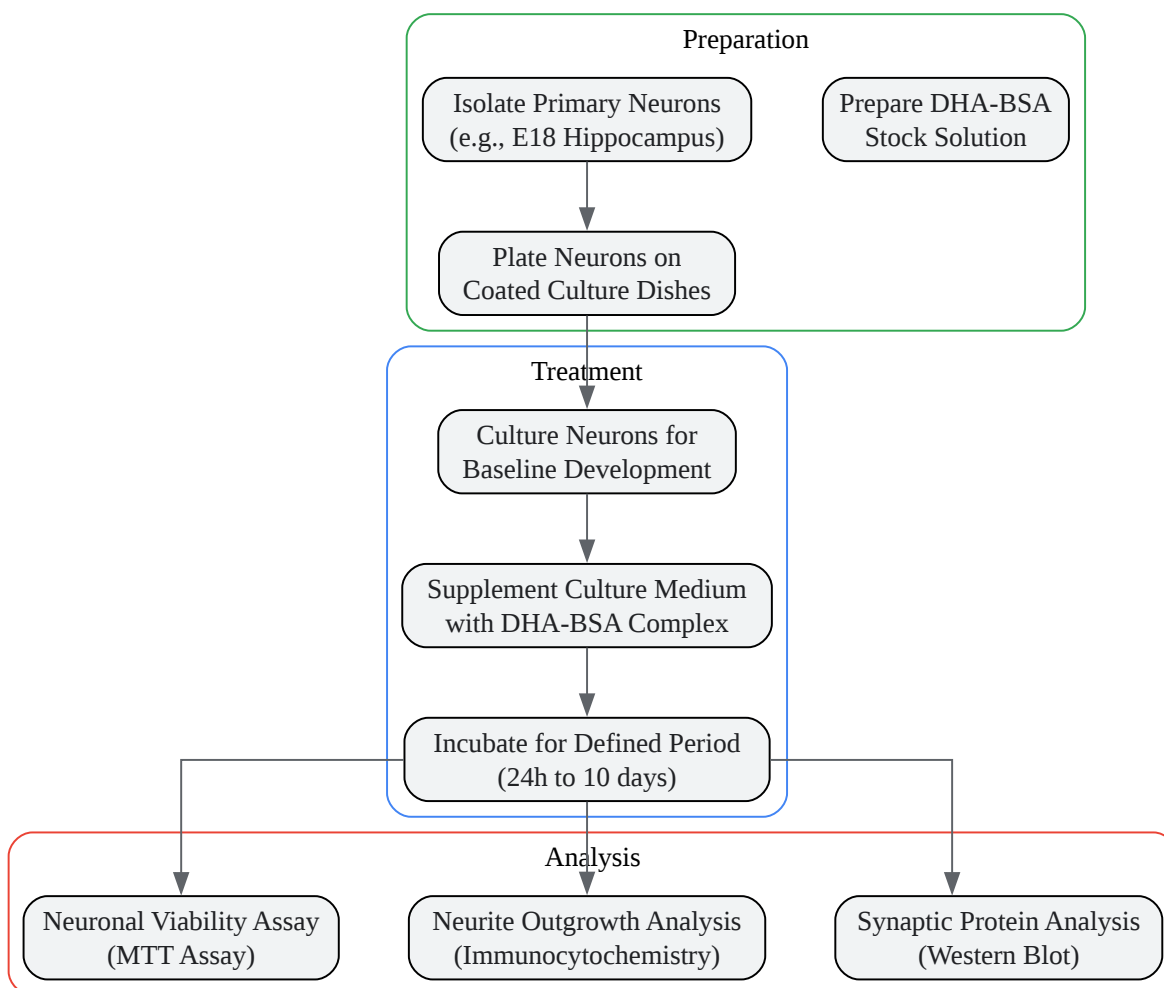 Preparation
Isolate Primary Neurons
(e.g., E18 Hippocampus)
Prepare DHA-BSA
Stock Solution
Plate Neurons on
Coated Culture Dishes
Treatment
Culture Neurons for
Baseline Development
Supplement Culture Medium
with DHA-BSA Complex
Incubate for Defined Period
(24h to 10 days)
Analysis
Neuronal Viability Assay
(MTT Assay)
Neurite Outgrowth Analysis
(Immunocytochemistry)
Synaptic Protein Analysis
(Western Blot)